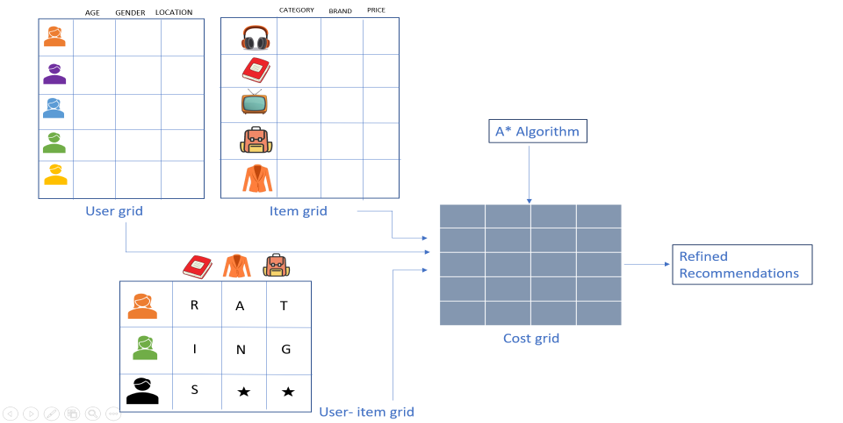 AGE GENDER LOCATION
CATEGORY BRAND PRICE
User grid
Item grid
A* Algorithm
R A T
I N G
S ★ ★
User- item grid
Cost grid
Refined
Recommendations